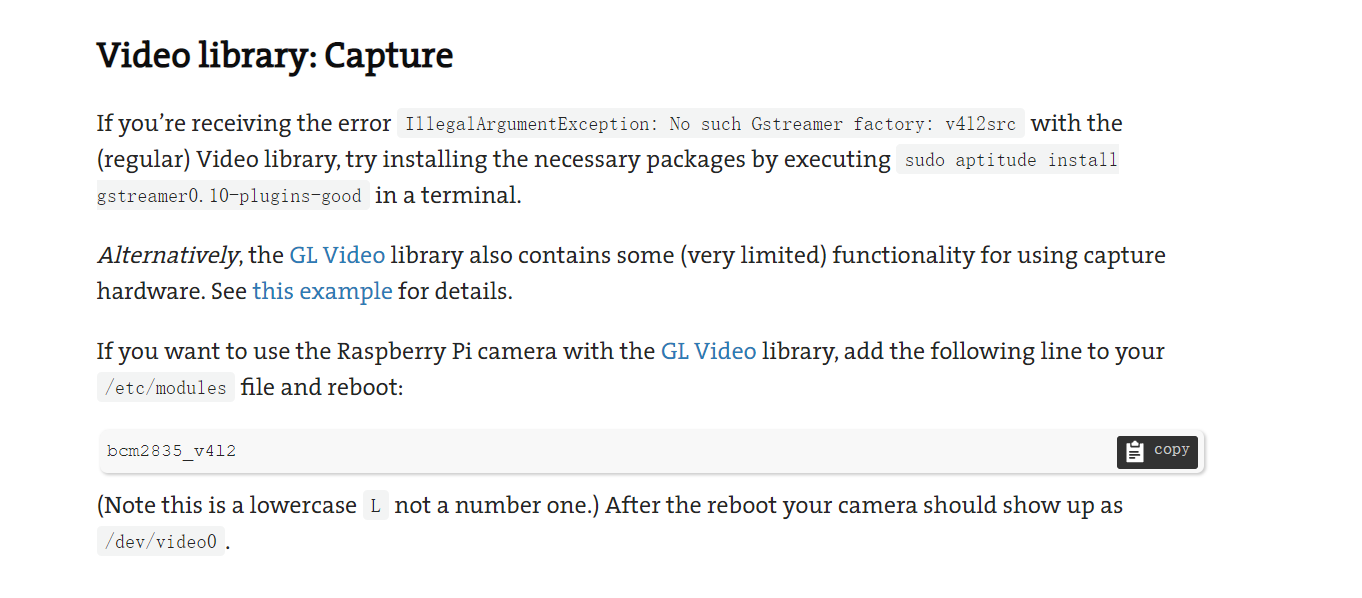 Video library: Capture
If you’re receiving the error IllegalArgumentException: No such Gstreamer factory: v4l2src with the
(regular) Video library, try installing the necessary packages by executing sudo aptitude install
gstreamer0.10-plugins-good in a terminal.
Alternatively, the GL Video library also contains some (very limited) functionality for using capture
hardware. See this example for details.
If you want to use the Raspberry Pi camera with the GL Video library, add the following line to your
/etc/modules file and reboot:
bcm2835_v4l2
copy
(Note this is a lowercase L not a number one.) After the reboot your camera should show up as
/dev/video0 .